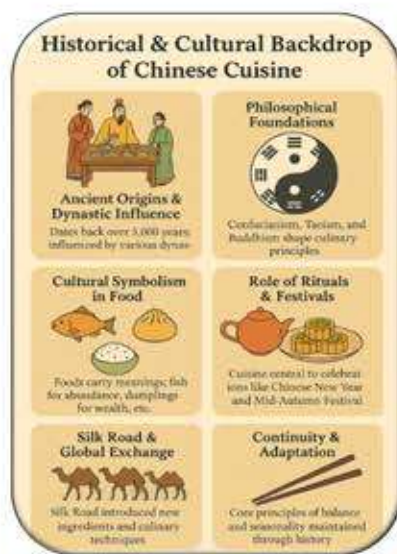 Historical & Cultural Backdrop
of Chinese Cuisine
Ancient Origins &
Dynastic Influence
Dates back over 3,000 years;
influenced by various dynas
Philosophical
Foundations
Confucianism, Taoism, and
Buddhism shape culinary
principles
Cultural Symbolism
in Food
Foods carry meanings; fish
for abundance, dumplings
for wealth, etc.
Role of Rituals
& Festivals
Cuisine central to celebrat
ions like Chinese New Year
and Mid-Autumn Festival
Silk Road &
Global Exchange
Silk Road introduced new
ingredients and culinary
techniques
Continuity &
Adaptation
Core principles of balance
and seasonality maintained
through history